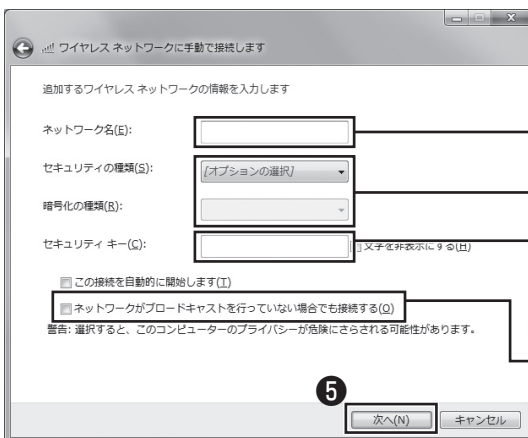 ワイヤレス ネットワークに手動で接続します
追加するワイヤレス ネットワークの情報を入力します
ネットワーク名(E):
セキュリティの種類(S):
[オプションの選択]
暗号化の種類(R):
セキュリティ キー(C):
文字を非表示にする(H)
この接続を自動的に開始します(T)
ネットワークがブロードキャストを行っていない場合でも接続する(O)
警告: 選択すると、このコンピューターのプライバシーが危険にさらされる可能性があります。
❺
次へ(N)
キャンセル